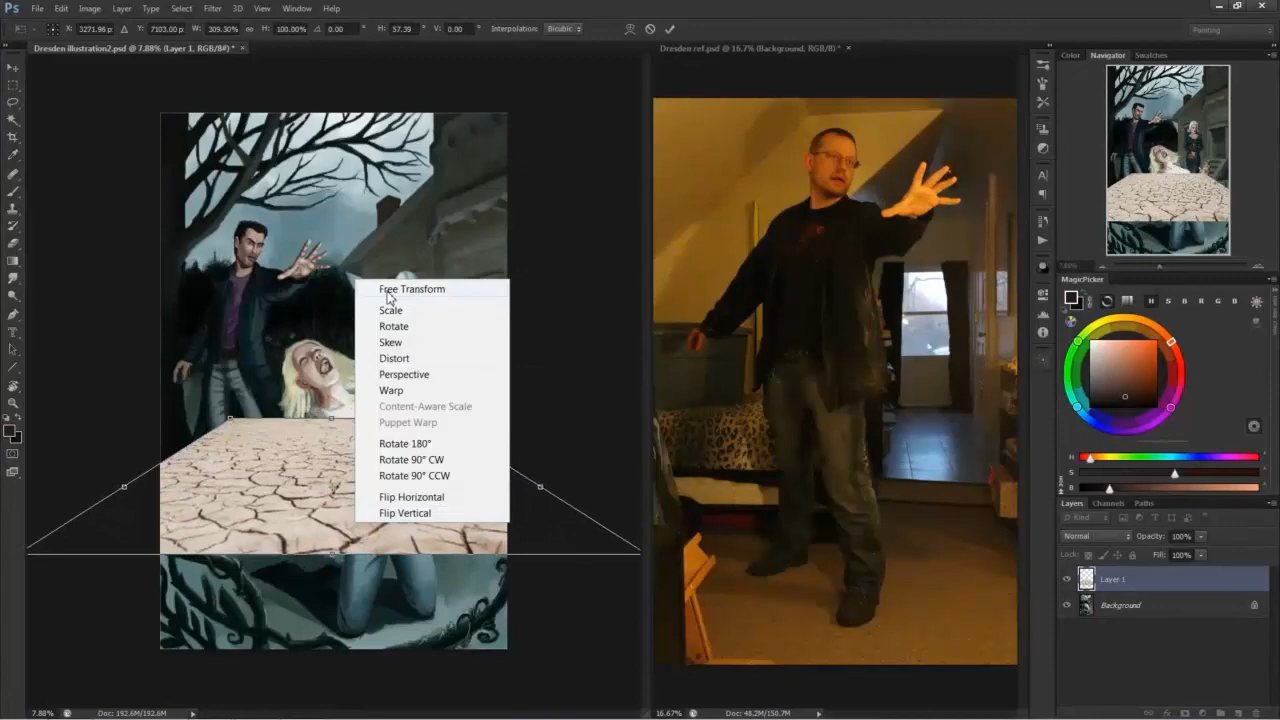 Ps File Edit Image Layer Type Select Filter 3D View Window Help
X: 3271.96 p Y: 7103.00 p W: 309.30% H: 100.00% 0.00 ° H: 57.39 ° V: 0.00 ° Interpolation: Bicubic Painting
Dresden illustration2.psd @ 7.88% (Layer 1, RGB/8#) * ×
Dresden ref.psd @ 16.7% (Background, RGB/8) * ×
Color Navigator Swatches
Free Transform
Scale
Rotate
Skew
Distort
Perspective
Warp
Content-Aware Scale
Puppet Warp
Rotate 180°
Rotate 90° CW
Rotate 90° CCW
Flip Horizontal
Flip Vertical
7.88%
MagicPicker
H S B R G B
H
S
B
Layers Channels Paths
Kind
Normal Opacity: 100%
Lock: Fill: 100%
Layer 1
Background
7.88% Doc: 192.6M/192.6M
16.67% Doc: 48.2M/150.7M